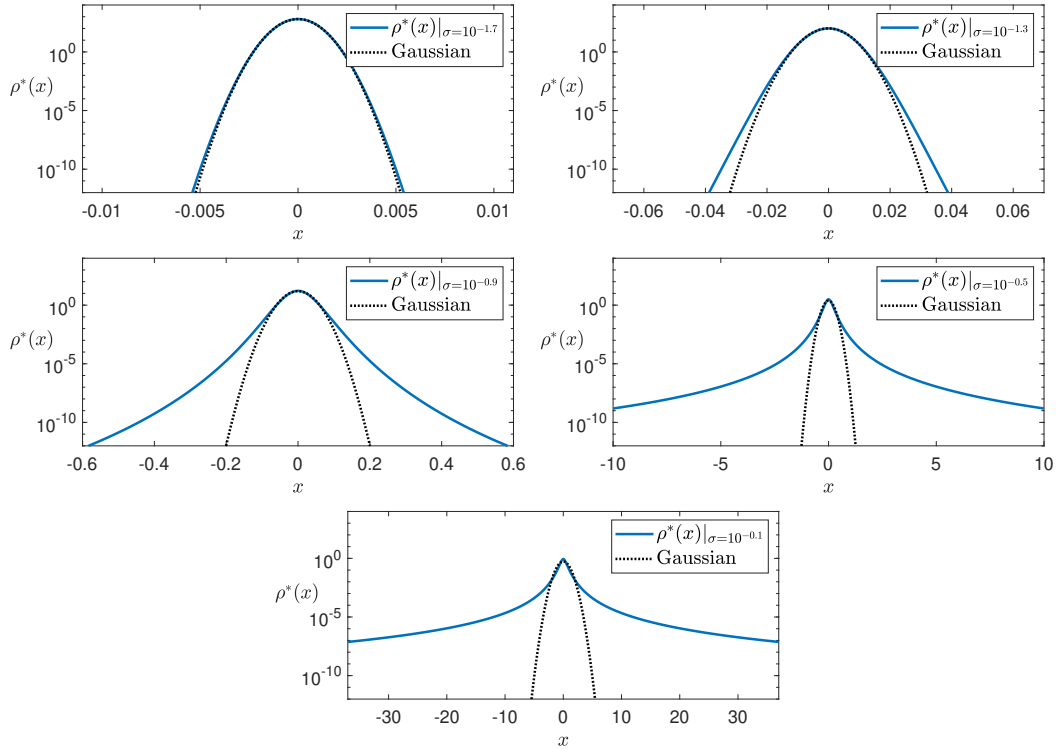 ρ*(x)|σ=10^-1.7
Gaussian
10^0
ρ*(x)
10^-5
10^-10
-0.01 -0.005 0 0.005 0.01
x
ρ*(x)|σ=10^-1.3
Gaussian
10^0
ρ*(x)
10^-5
10^-10
-0.06 -0.04 -0.02 0 0.02 0.04 0.06
x
ρ*(x)|σ=10^-0.9
Gaussian
10^0
ρ*(x)
10^-5
10^-10
-0.6 -0.4 -0.2 0 0.2 0.4 0.6
x
ρ*(x)|σ=10^-0.5
Gaussian
10^0
ρ*(x)
10^-5
10^-10
-10 -5 0 5 10
x
ρ*(x)|σ=10^-0.1
Gaussian
10^0
ρ*(x)
10^-5
10^-10
-30 -20 -10 0 10 20 30
x